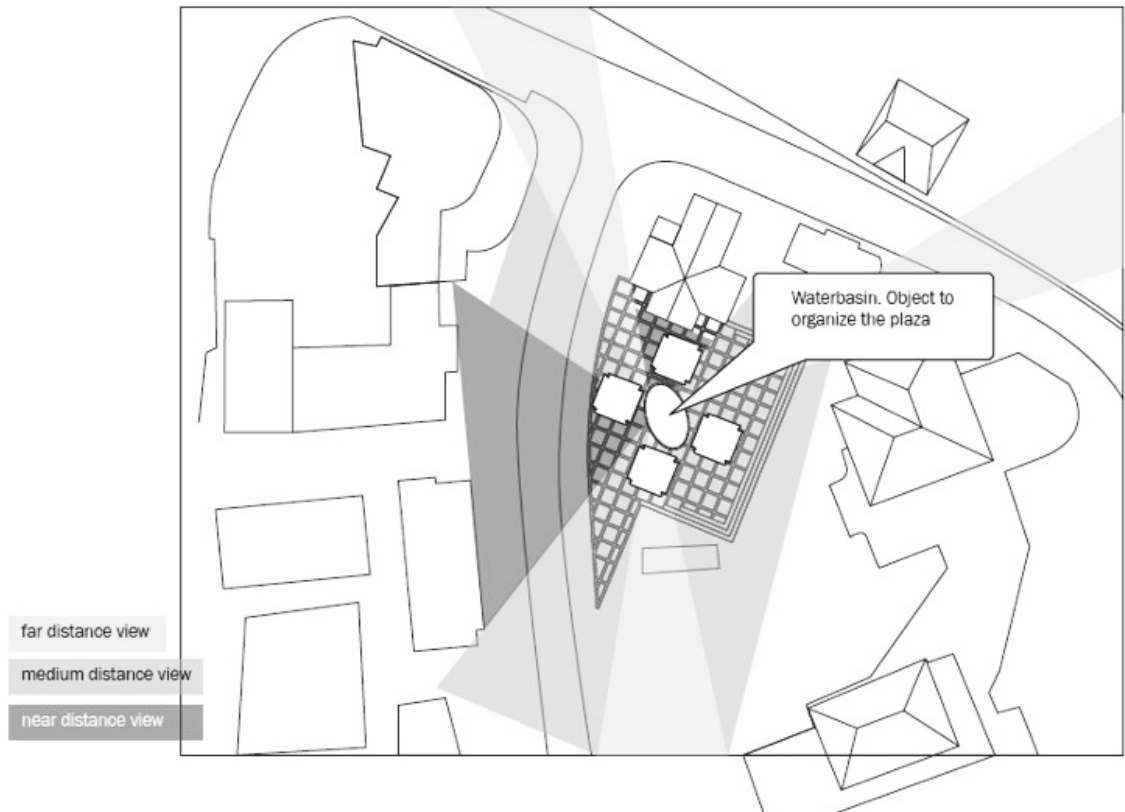 Waterbasin. Object to
organize the plaza
far distance view
medium distance view
near distance view